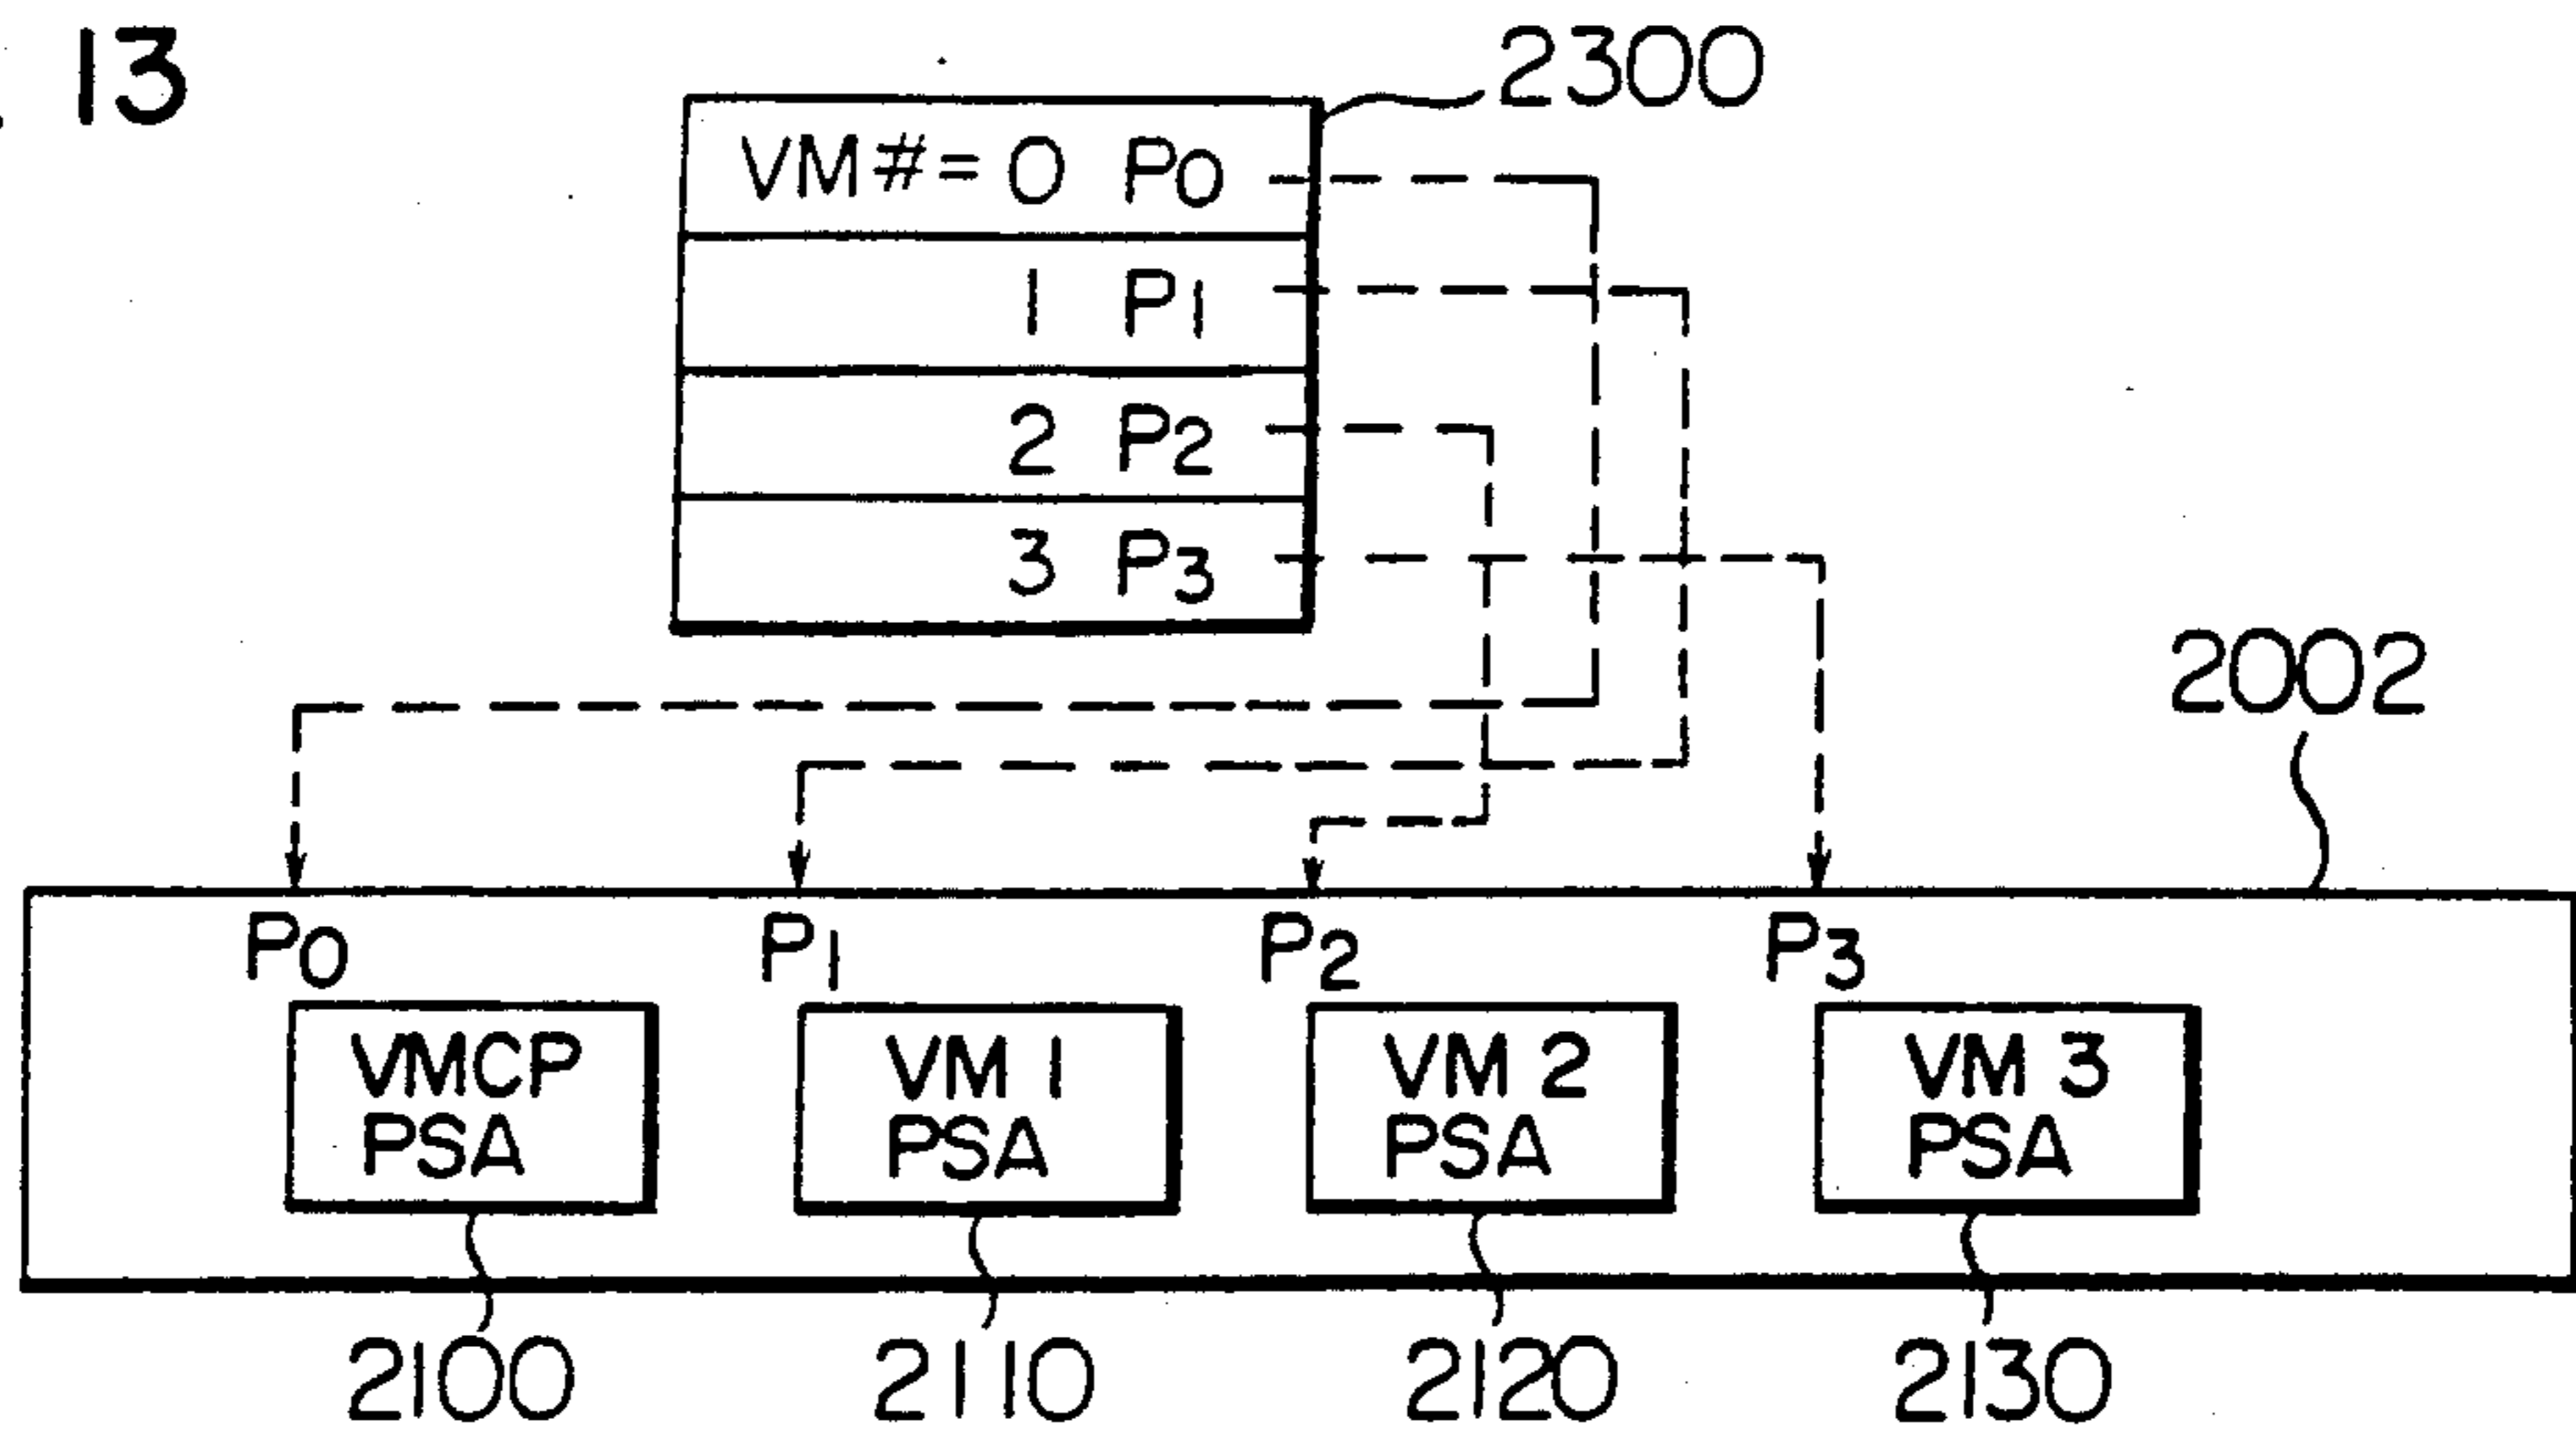 . 13
2300
VM#=0 P0
1 P1
2 P2
3 P3
2002
P0 P1 P2 P3
VMCP PSA
VM 1 PSA
VM 2 PSA
VM 3 PSA
2100 2110 2120 2130